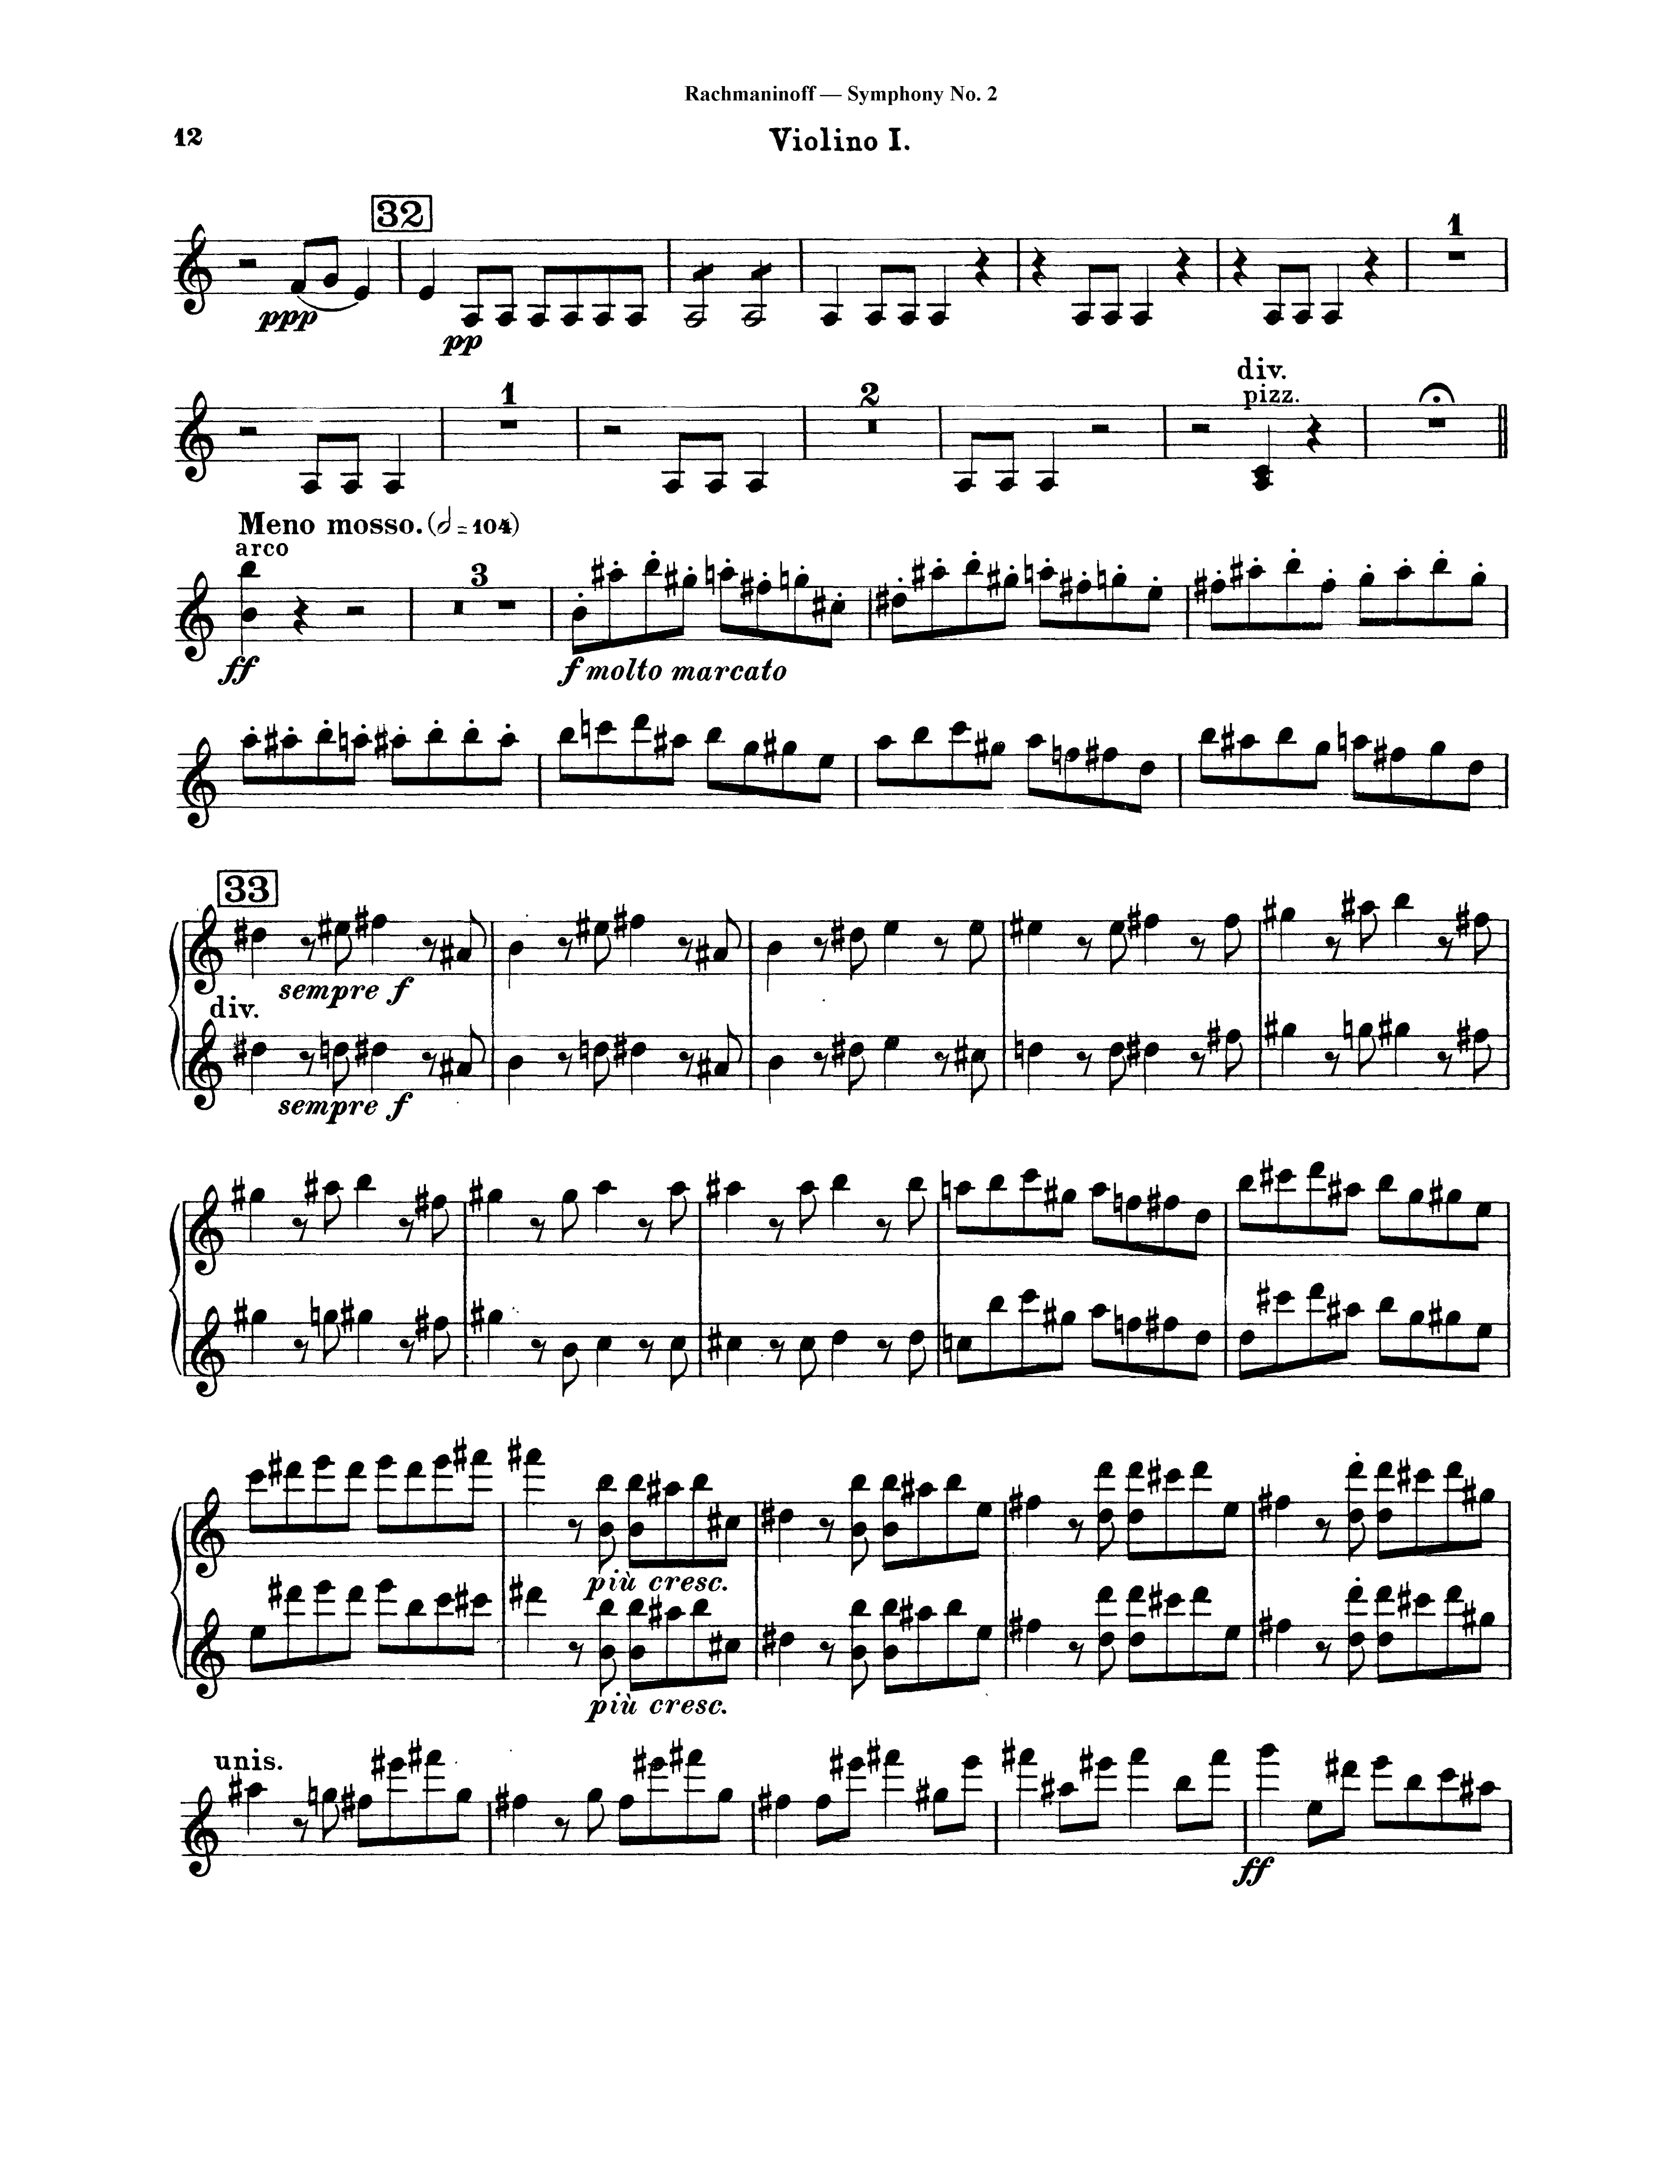 Rachmaninoff — Symphony No. 2
12
Violino I.
32
1
ppp
pp
div.
1 2 pizz.
Meno mosso. (𝅗𝅥 = 104)
arco
3
ff f molto marcato
33
sempre f
div.
sempre f
più cresc.
più cresc.
unis.
ff